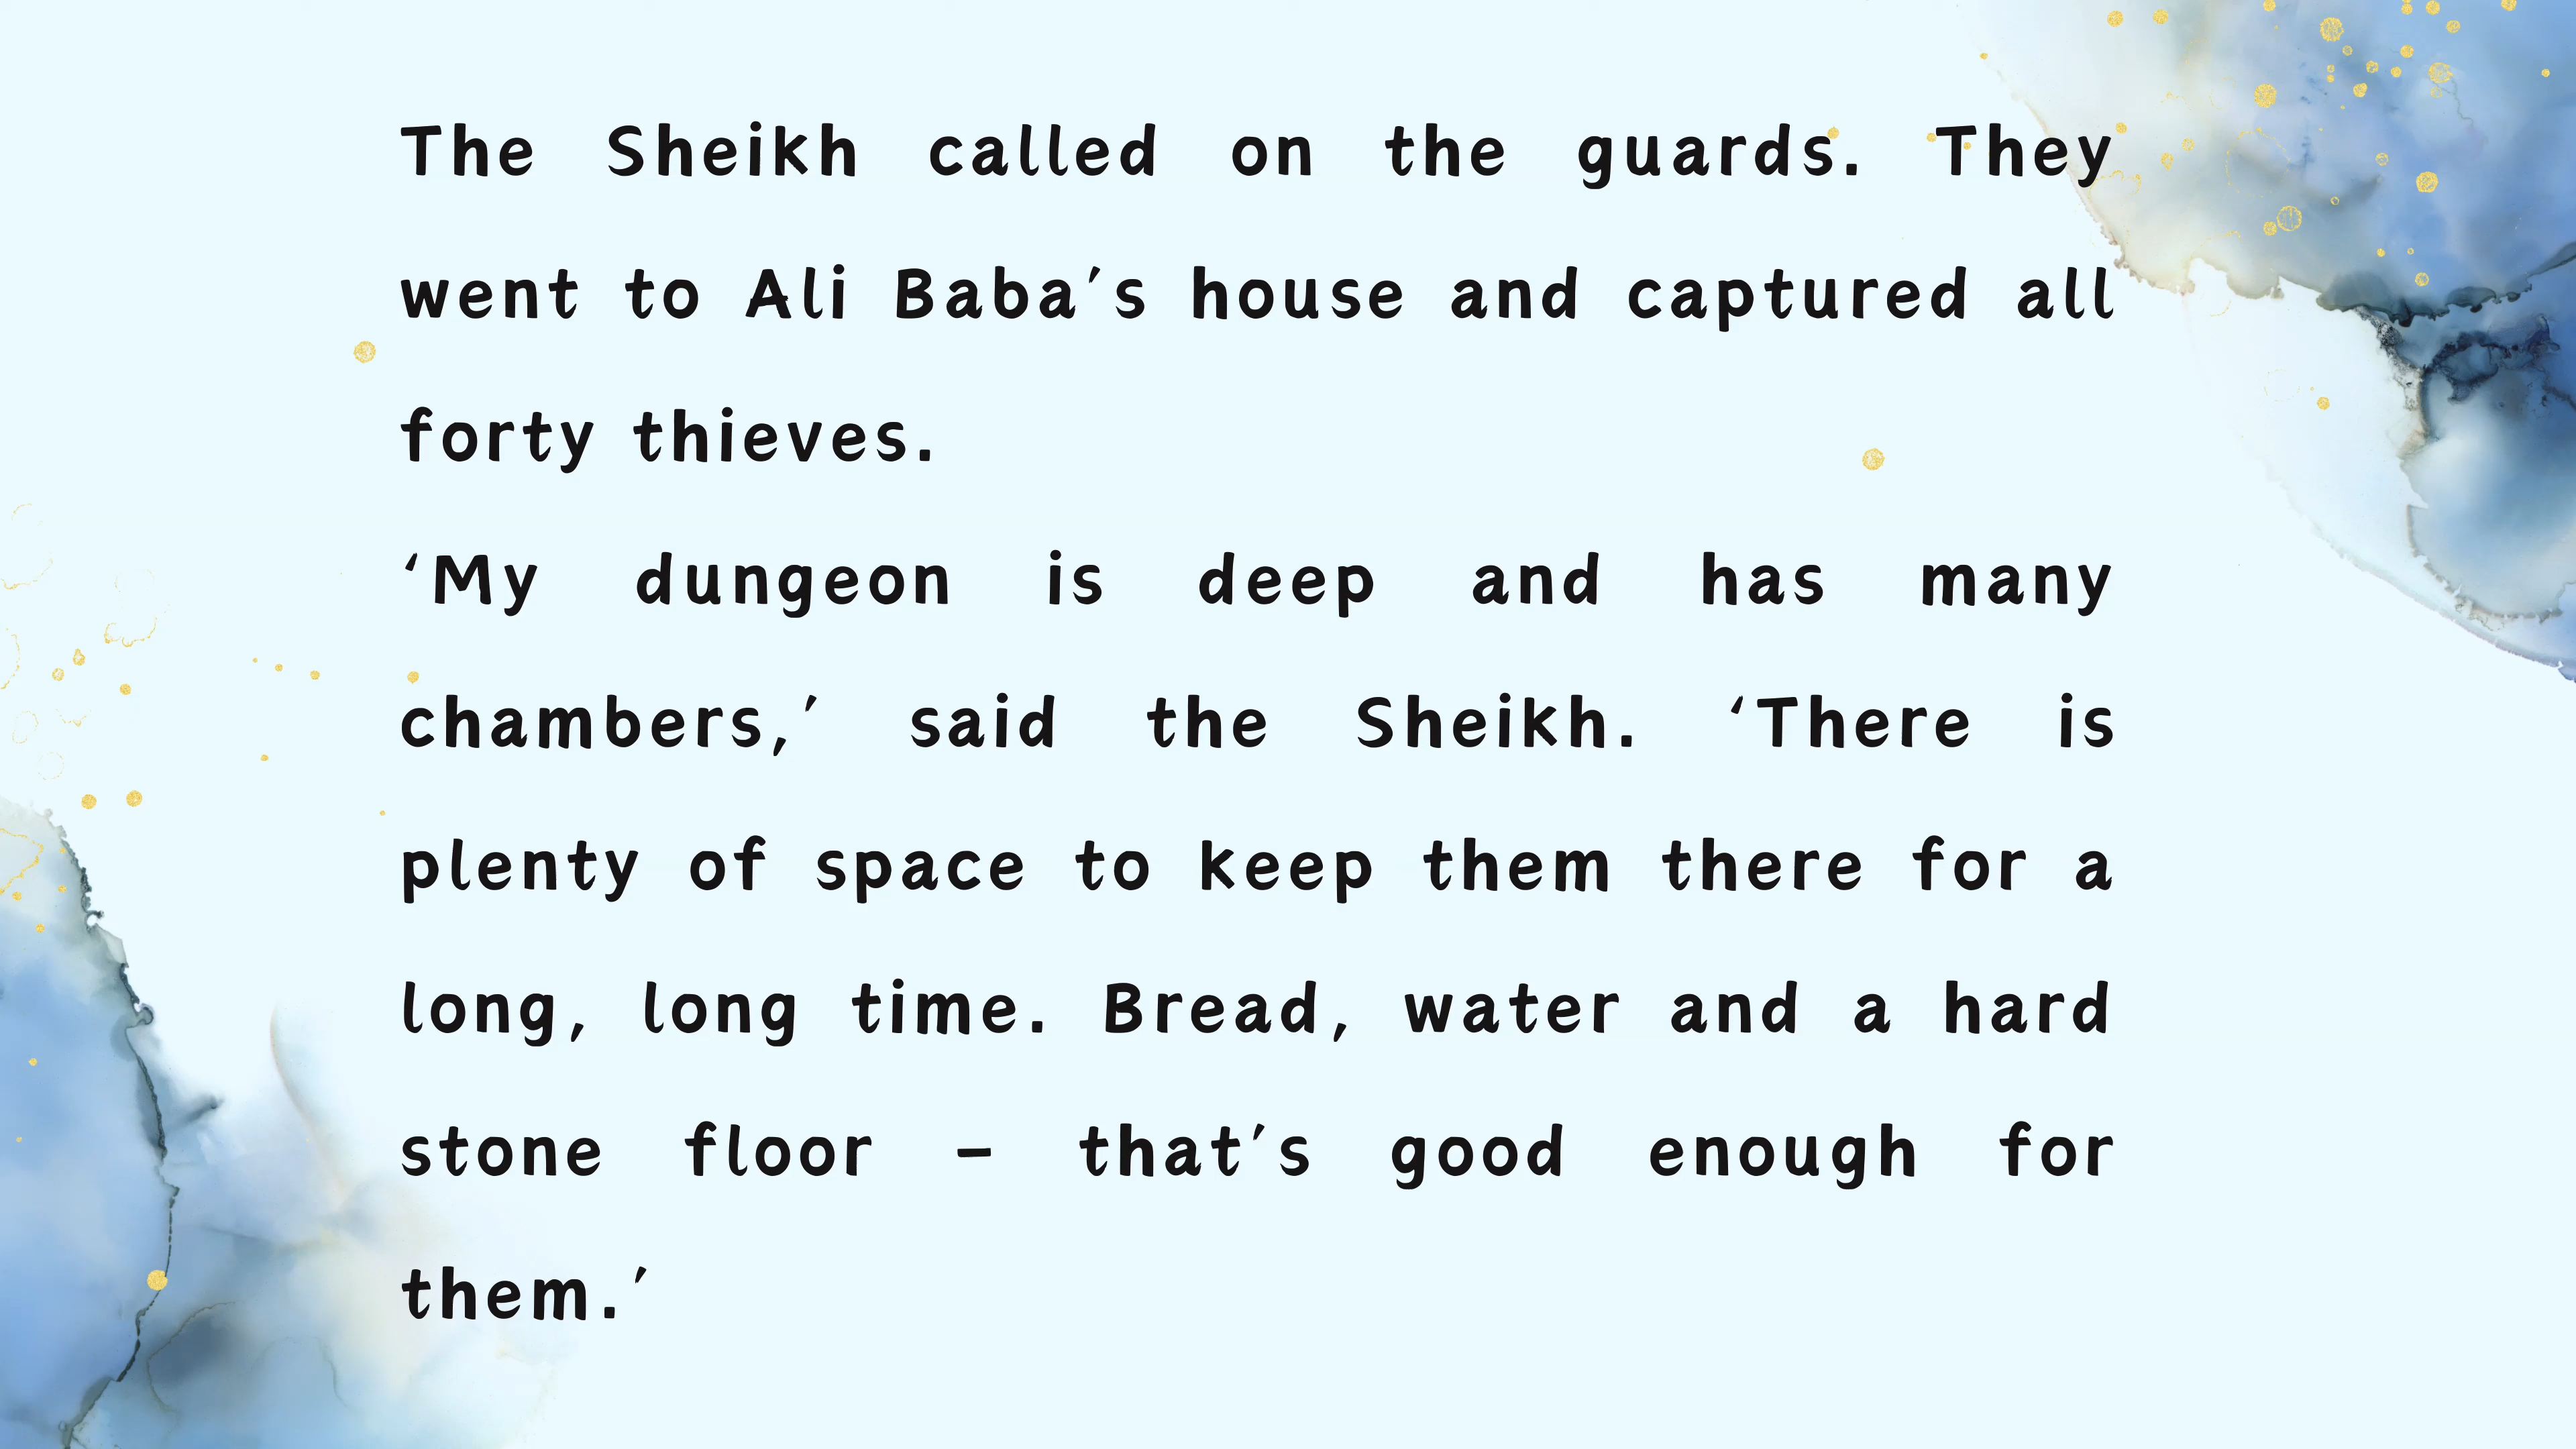 The Sheikh called on the guards. They
went to Ali Baba’s house and captured all
forty thieves.
‘My dungeon is deep and has many
chambers,’ said the Sheikh. ‘There is
plenty of space to keep them there for a
long, long time. Bread, water and a hard
stone floor – that’s good enough for
them.’